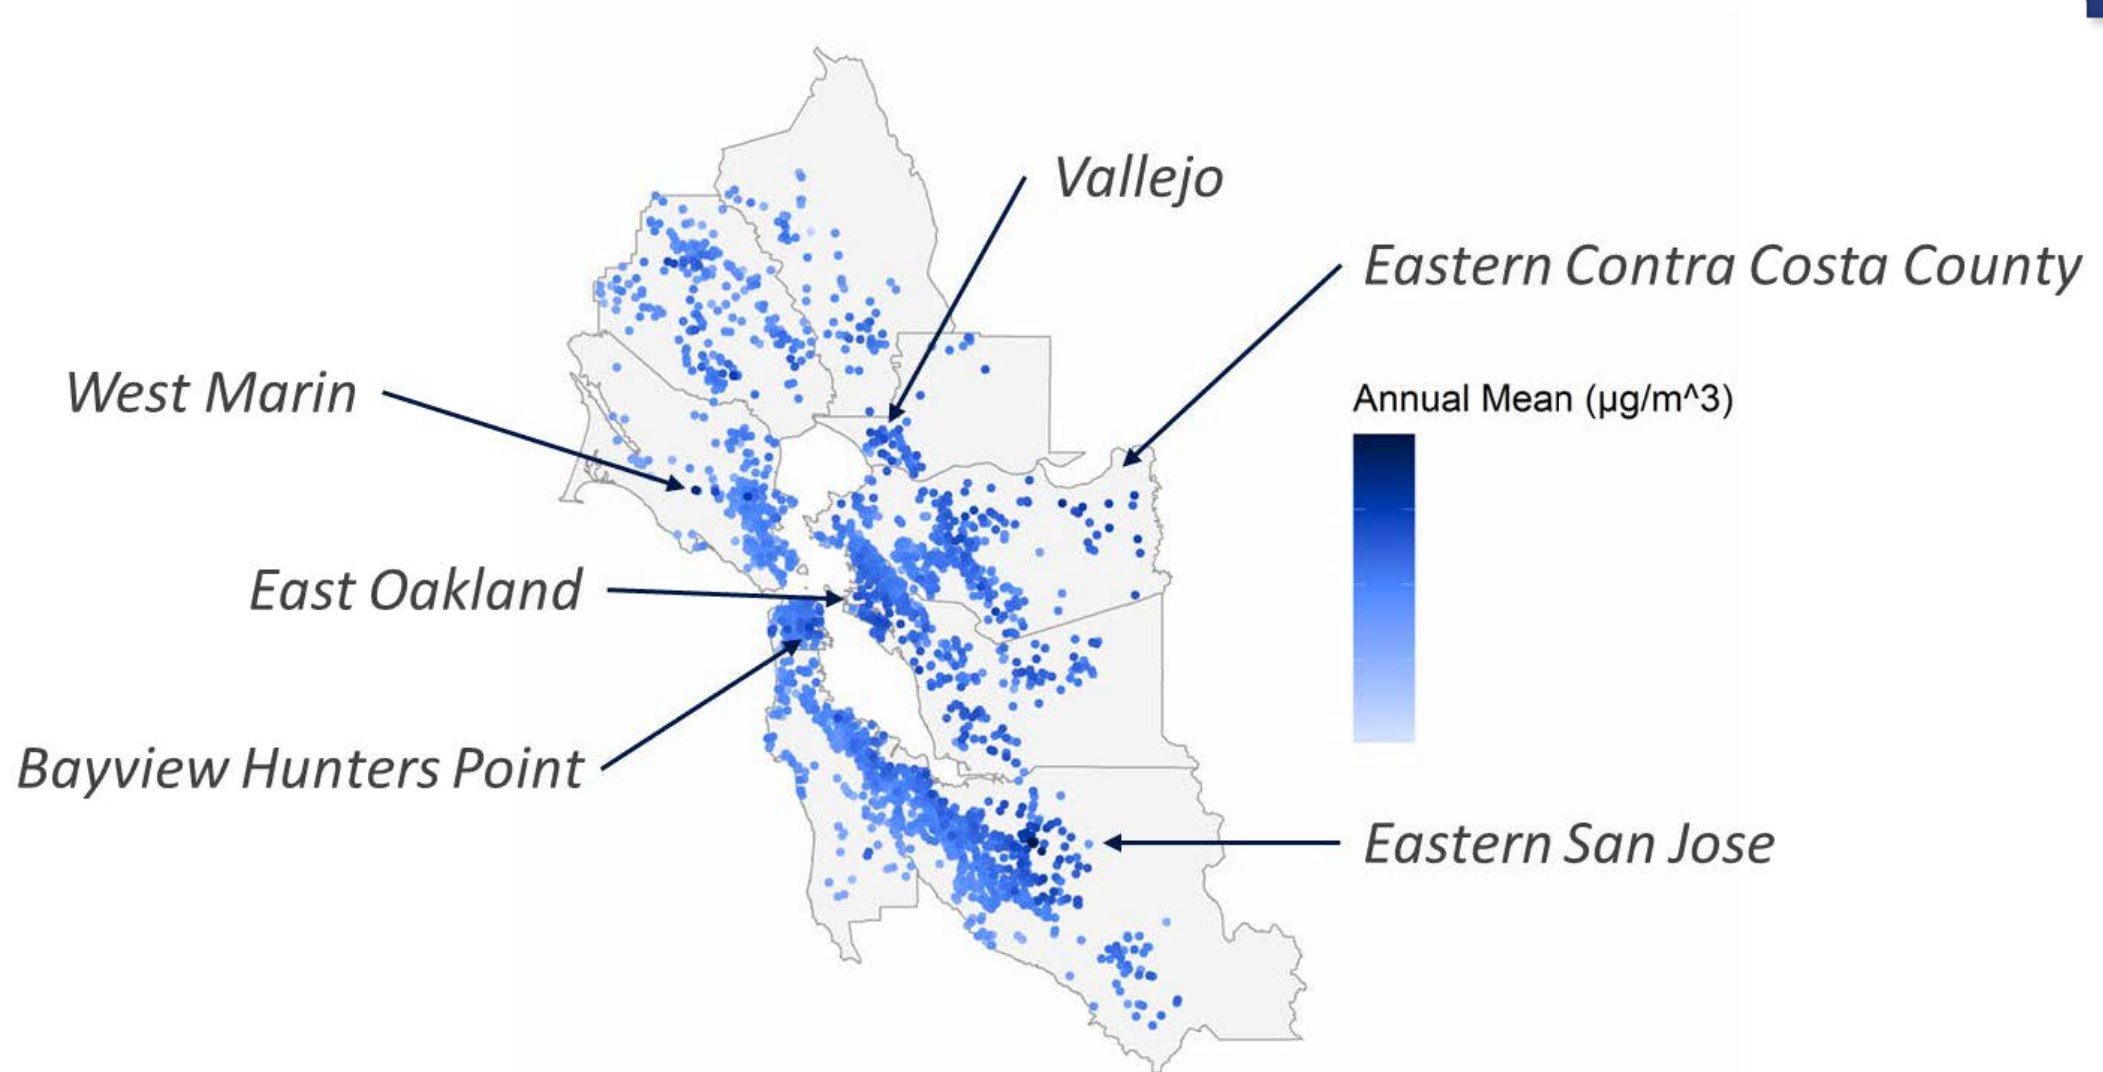 Vallejo
Eastern Contra Costa County
West Marin
Annual Mean (µg/m^3)
East Oakland
Bayview Hunters Point
Eastern San Jose